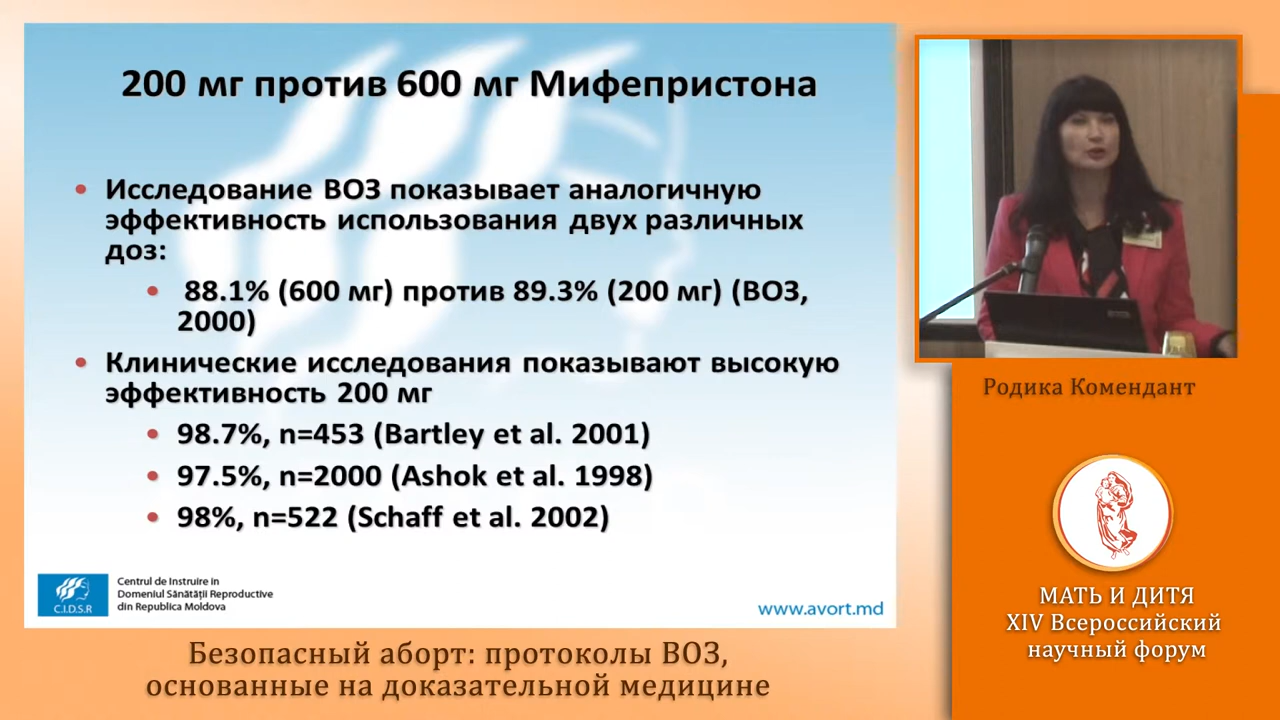 200 мг против 600 мг Мифепристона
• Исследование ВОЗ показывает аналогичную
эффективность использования двух различных
доз:
• 88.1% (600 мг) против 89.3% (200 мг) (ВОЗ,
2000)
• Клинические исследования показывают высокую
эффективность 200 мг
• 98.7%, n=453 (Bartley et al. 2001)
• 97.5%, n=2000 (Ashok et al. 1998)
• 98%, n=522 (Schaff et al. 2002)
C.I.D.S.R
Centrul de Instruire in
Domeniul Sănătății Reproductive
din Republica Moldova
www.avort.md
Безопасный аборт: протоколы ВОЗ,
основанные на доказательной медицине
Родика Комендант
МАТЬ И ДИТЯ
XIV Всероссийский
научный форум